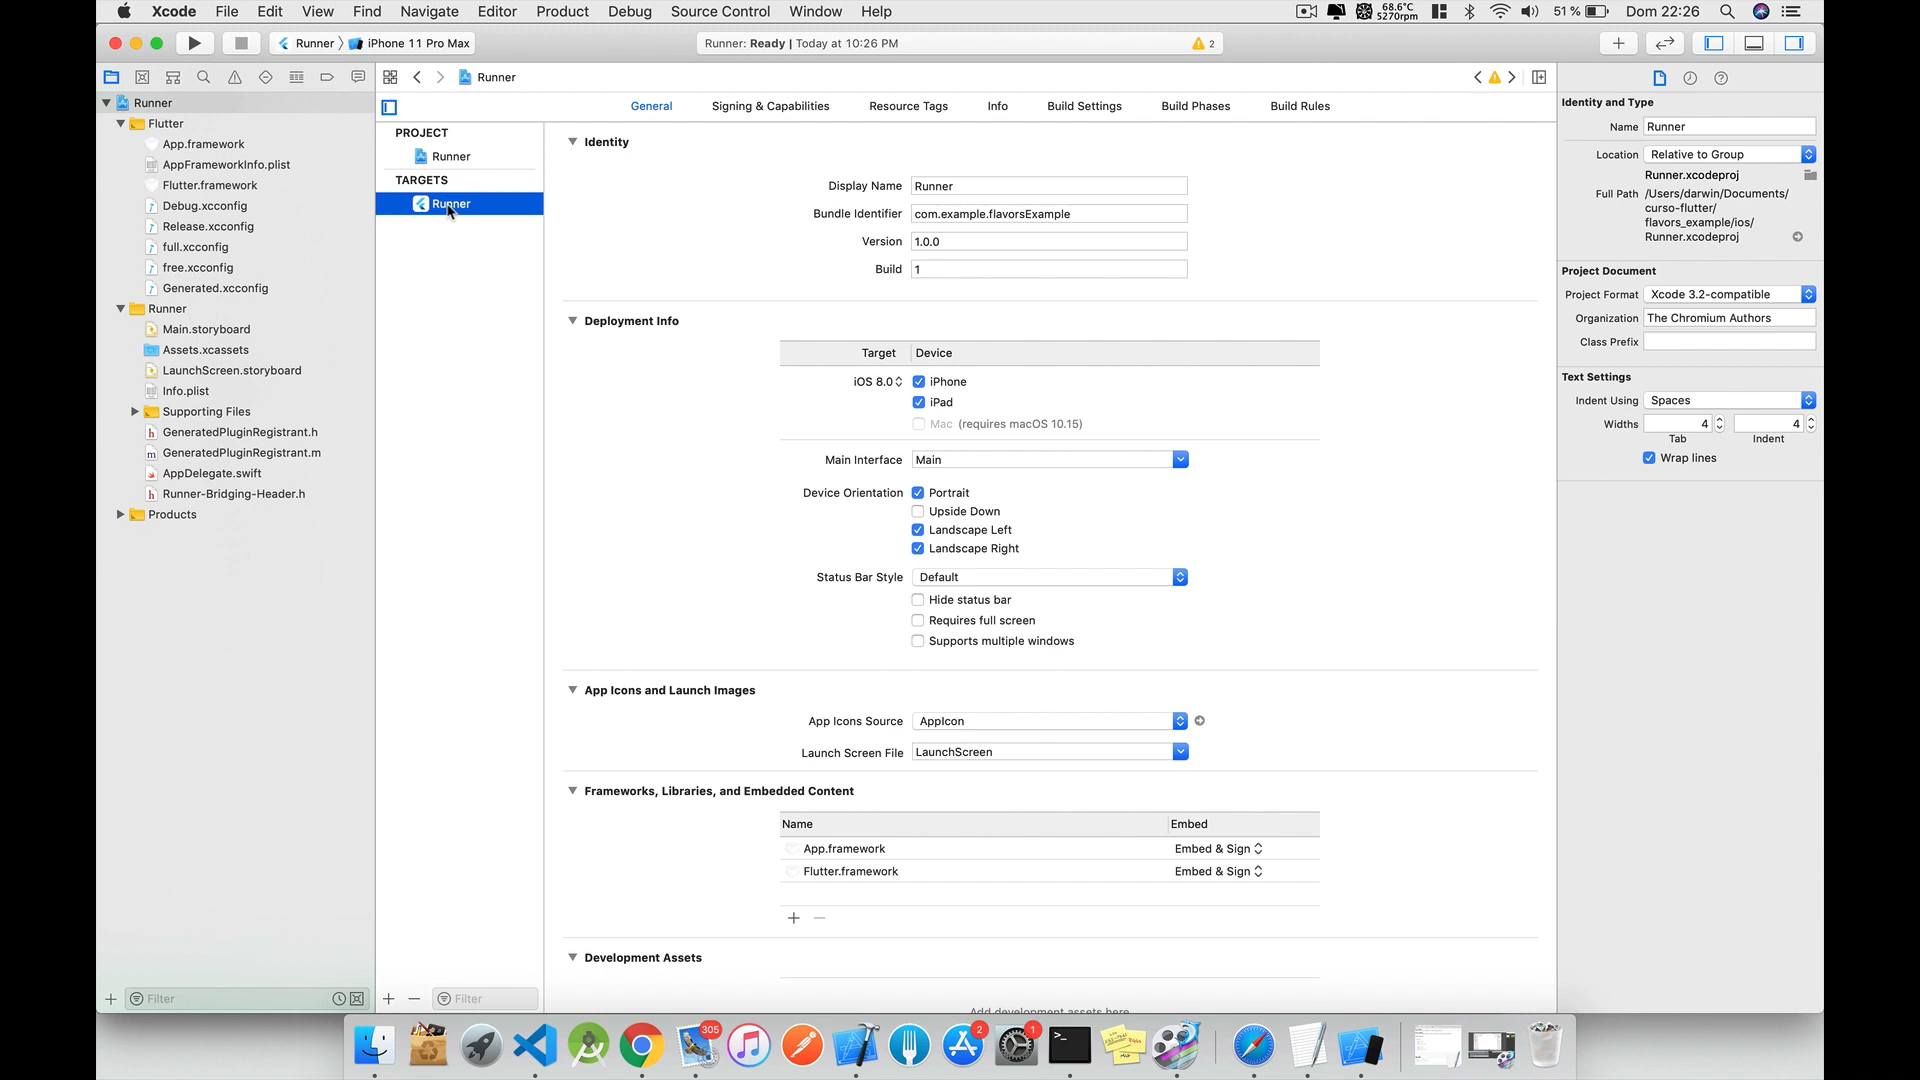 Xcode File Edit View Find Navigate Editor Product Debug Source Control Window Help 68.6°C 5270rpm 51 % Dom 22:26
Runner iPhone 11 Pro Max Runner: Ready | Today at 10:26 PM 2
Runner
General Signing & Capabilities Resource Tags Info Build Settings Build Phases Build Rules
Runner
Flutter
App.framework
AppFrameworkInfo.plist
Flutter.framework
Debug.xcconfig
Release.xcconfig
full.xcconfig
free.xcconfig
Generated.xcconfig
Runner
Main.storyboard
Assets.xcassets
LaunchScreen.storyboard
Info.plist
Supporting Files
GeneratedPluginRegistrant.h
GeneratedPluginRegistrant.m
AppDelegate.swift
Runner-Bridging-Header.h
Products
Filter
PROJECT
Runner
TARGETS
Runner
Filter
Identity
Display Name Runner
Bundle Identifier com.example.flavorsExample
Version 1.0.0
Build 1
Deployment Info
Target Device
iOS 8.0 iPhone
iPad
Mac (requires macOS 10.15)
Main Interface Main
Device Orientation Portrait
Upside Down
Landscape Left
Landscape Right
Status Bar Style Default
Hide status bar
Requires full screen
Supports multiple windows
App Icons and Launch Images
App Icons Source AppIcon
Launch Screen File LaunchScreen
Frameworks, Libraries, and Embedded Content
Name Embed
App.framework Embed & Sign
Flutter.framework Embed & Sign
Development Assets
Add development assets here
Identity and Type
Name Runner
Location Relative to Group
Runner.xcodeproj
Full Path /Users/darwin/Documents/
curso-flutter/
flavors_example/ios/
Runner.xcodeproj
Project Document
Project Format Xcode 3.2-compatible
Organization The Chromium Authors
Class Prefix
Text Settings
Indent Using Spaces
Widths 4 4
Tab Indent
Wrap lines
305 2 1